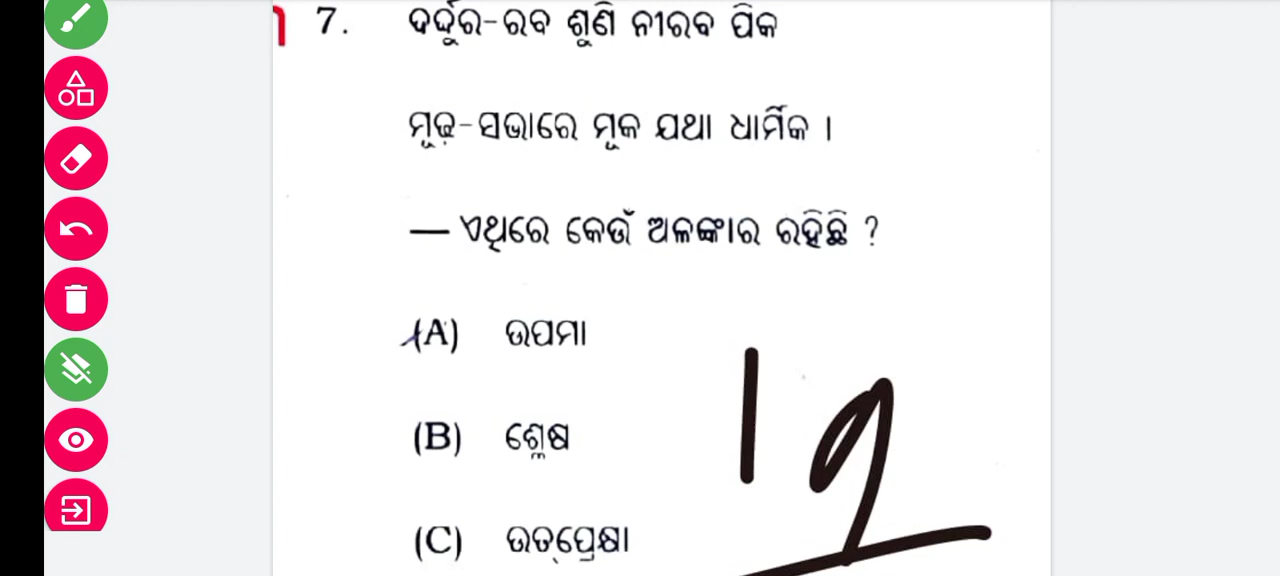 7. ଦର୍ଦ୍ଦୁର-ରବ ଶୁଣି ନୀରବ ପିକ
ମୂଢ଼-ସଭାରେ ମୂକ ଯଥା ଧାର୍ମିକ ।
— ଏଥିରେ କେଉଁ ଅଳଙ୍କାର ରହିଛି ?
(A) ଉପମା
(B) ଶ୍ଳେଷ
(C) ଉତ୍‌ପ୍ରେକ୍ଷା